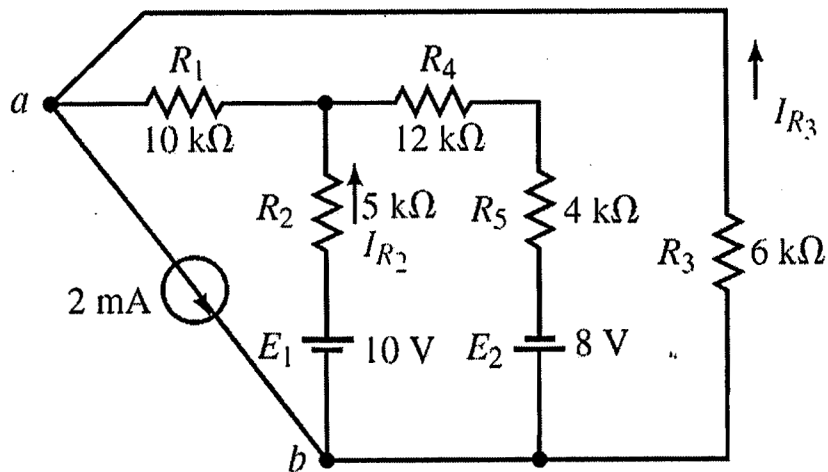 R1
R4
a
10 kΩ
12 kΩ
IR3
R2
5 kΩ
R5
4 kΩ
IR2
R3
6 kΩ
2 mA
E1
10 V
E2
8 V
b